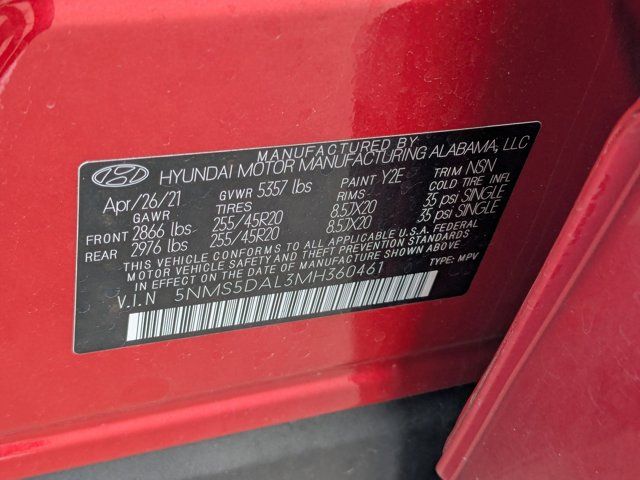 MANUFACTURED BY
HYUNDAI MOTOR MANUFACTURING ALABAMA, LLC
Apr/26/21 GVWR 5357 lbs PAINT Y2E TRIM NSN
GAWR TIRES RIMS COLD TIRE INFL
FRONT 2866 lbs- 255/45R20 8.5JX20 35 psi SINGLE
REAR 2976 lbs 255/45R20 8.5JX20 35 psi SINGLE
THIS VEHICLE CONFORMS TO ALL APPLICABLE U.S.A. FEDERAL
MOTOR VEHICLE SAFETY AND THEFT PREVENTION STANDARDS
IN EFFECT ON THE DATE OF MANUFACTURE SHOWN ABOVE.
V.I.N 5NMS5DAL3MH360461 TYPE: MPV